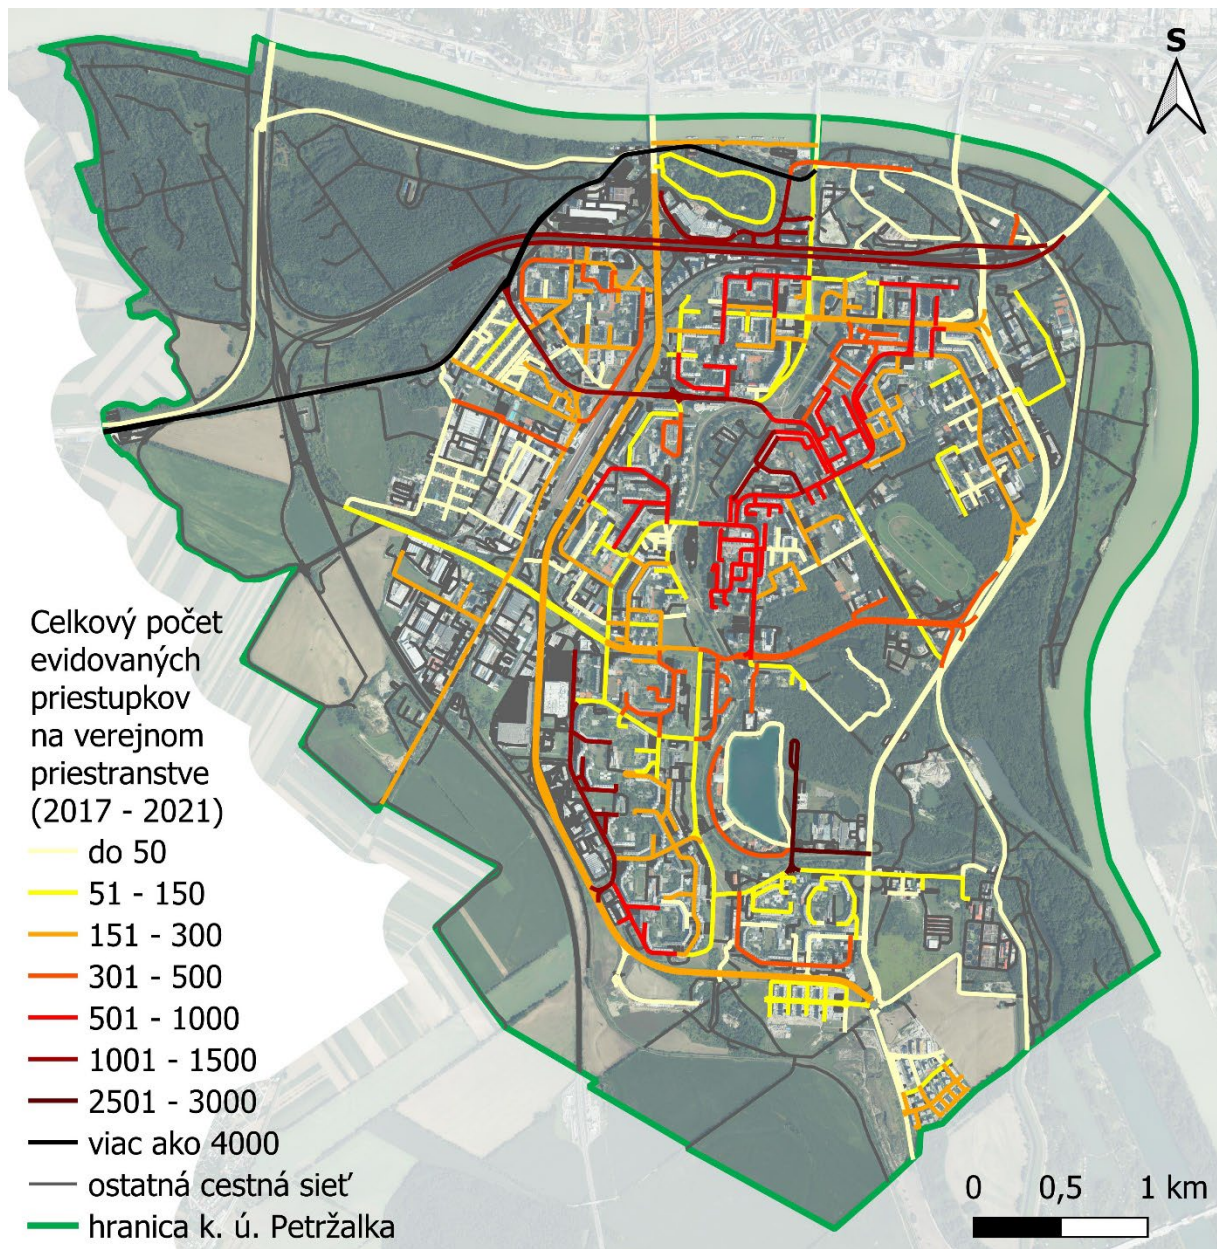 S
Celkový počet
evidovaných
priestupkov
na verejnom
priestranstve
(2017 - 2021)
do 50
51 - 150
151 - 300
301 - 500
501 - 1000
1001 - 1500
2501 - 3000
viac ako 4000
ostatná cestná sieť
hranica k. ú. Petržalka
0 0,5 1 km